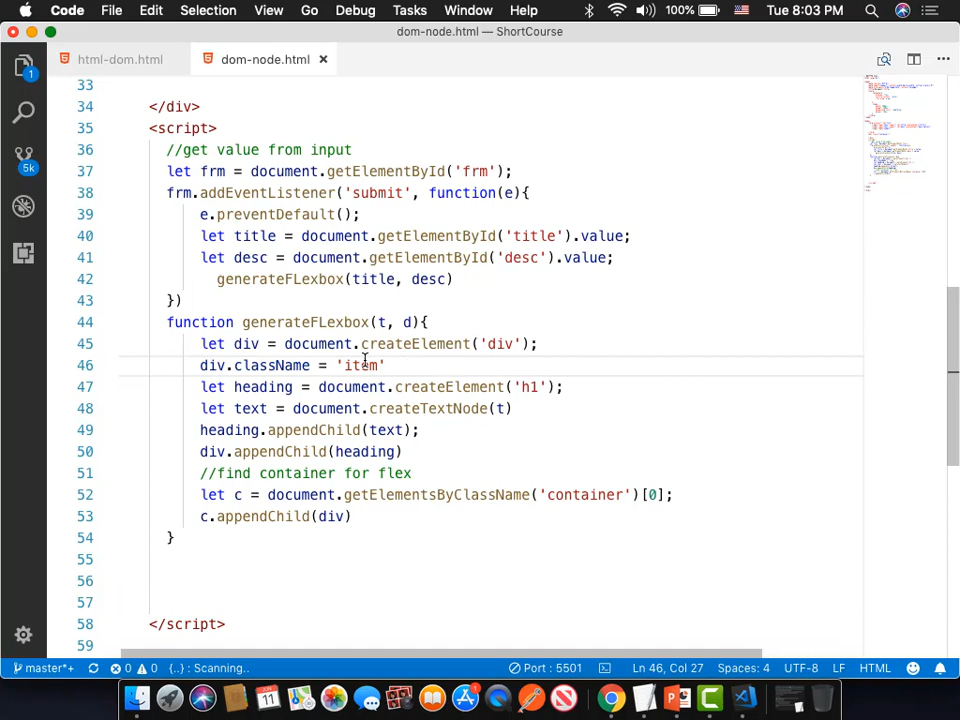 Code File Edit Selection View Go Debug Tasks Window Help 100% Tue 8:03 PM
dom-node.html — ShortCourse
html-dom.html dom-node.html ×
33
34 </div>
35 <script>
36 //get value from input
37 let frm = document.getElementById('frm');
38 frm.addEventListener('submit', function(e){
39 e.preventDefault();
40 let title = document.getElementById('title').value;
41 let desc = document.getElementById('desc').value;
42 generateFLexbox(title, desc)
43 })
44 function generateFLexbox(t, d){
45 let div = document.createElement('div');
46 div.className = 'item'
47 let heading = document.createElement('h1');
48 let text = document.createTextNode(t)
49 heading.appendChild(text);
50 div.appendChild(heading)
51 //find container for flex
52 let c = document.getElementsByClassName('container')[0];
53 c.appendChild(div)
54 }
55
56
57
58 </script>
59
1
5k
master*+ 0 0 {..} : Scanning.. Port : 5501 Ln 46, Col 27 Spaces: 4 UTF-8 LF HTML
11